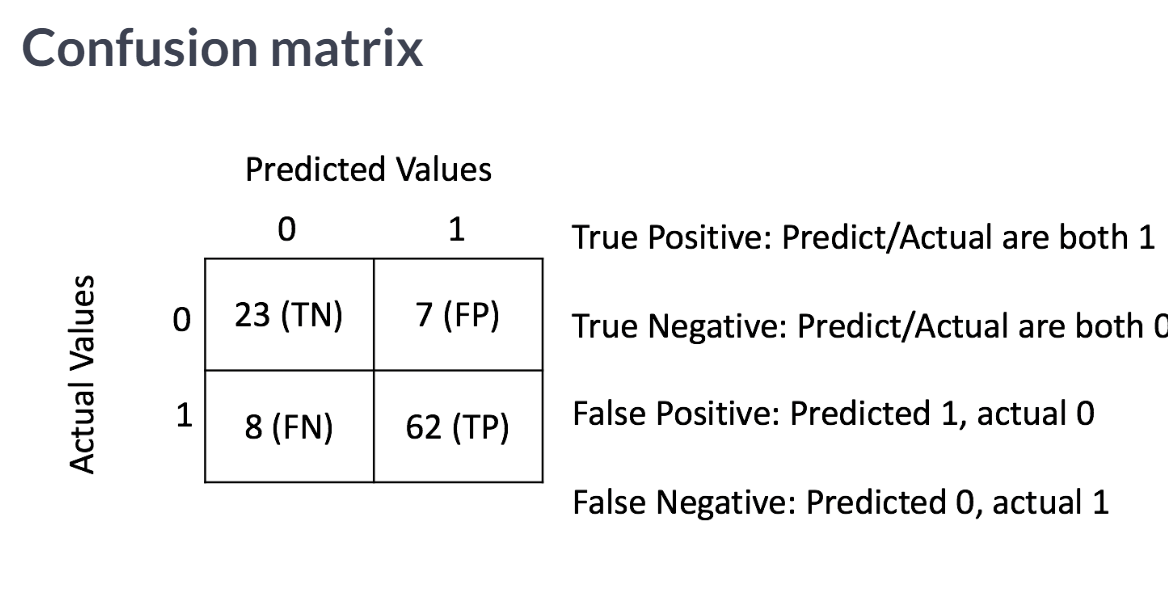 Confusion matrix
Predicted Values
0 1
True Positive: Predict/Actual are both 1
Actual Values
0 23 (TN) 7 (FP)
True Negative: Predict/Actual are both 0
1 8 (FN) 62 (TP)
False Positive: Predicted 1, actual 0
False Negative: Predicted 0, actual 1